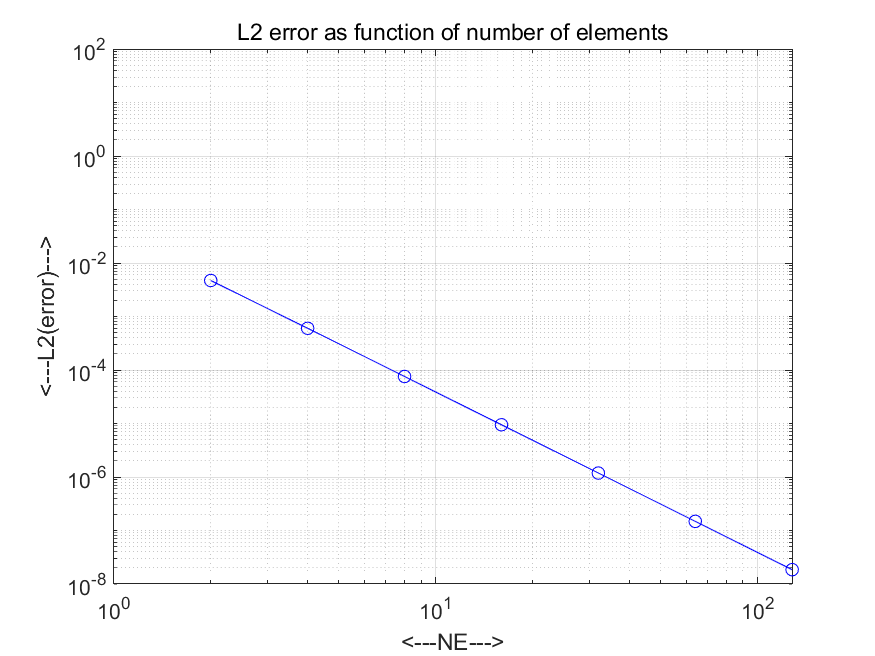 L2 error as function of number of elements
10^2
10^0
10^-2
10^-4
10^-6
10^-8
<---L2(error)--->
10^0 10^1 10^2
<---NE--->